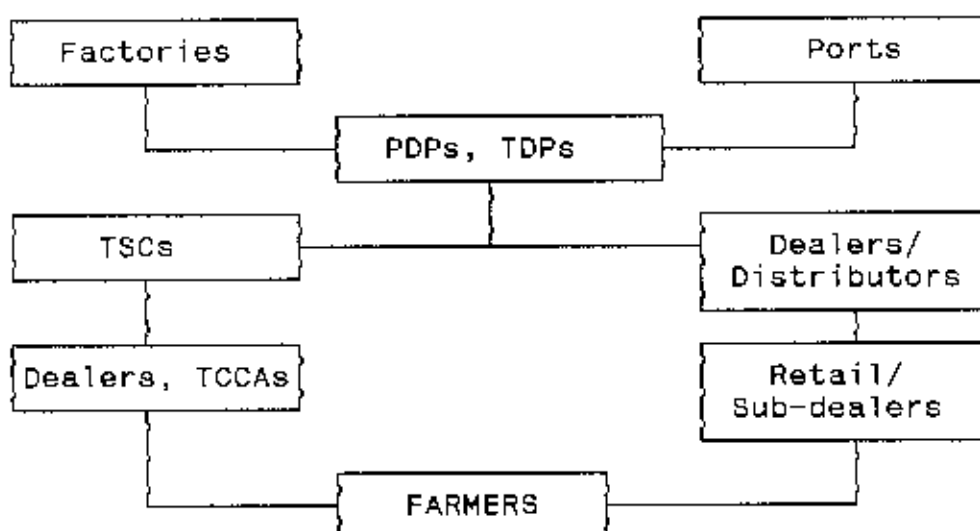 Factories
Ports
PDPs, TDPs
TSCs
Dealers/
Distributors
Dealers, TCCAs
Retail/
Sub-dealers
FARMERS